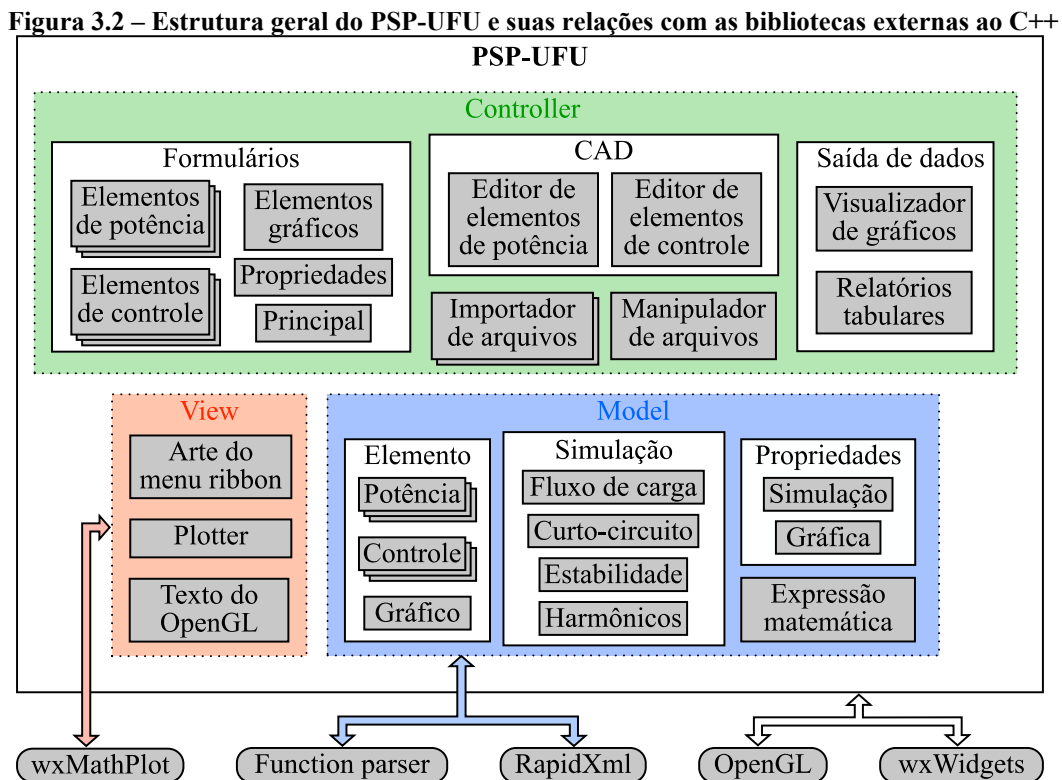 Figura 3.2 – Estrutura geral do PSP-UFU e suas relações com as bibliotecas externas ao C++
PSP-UFU
Controller
Formulários
Elementos
de potência
Elementos
gráficos
Propriedades
Elementos
de controle
Principal
CAD
Editor de
elementos
de potência
Editor de
elementos
de controle
Importador
de arquivos
Manipulador
de arquivos
Saída de dados
Visualizador
de gráficos
Relatórios
tabulares
View
Arte do
menu ribbon
Plotter
Texto do
OpenGL
Model
Elemento
Potência
Controle
Gráfico
Simulação
Fluxo de carga
Curto-circuito
Estabilidade
Harmônicos
Propriedades
Simulação
Gráfica
Expressão
matemática
wxMathPlot
Function parser
RapidXml
OpenGL
wxWidgets